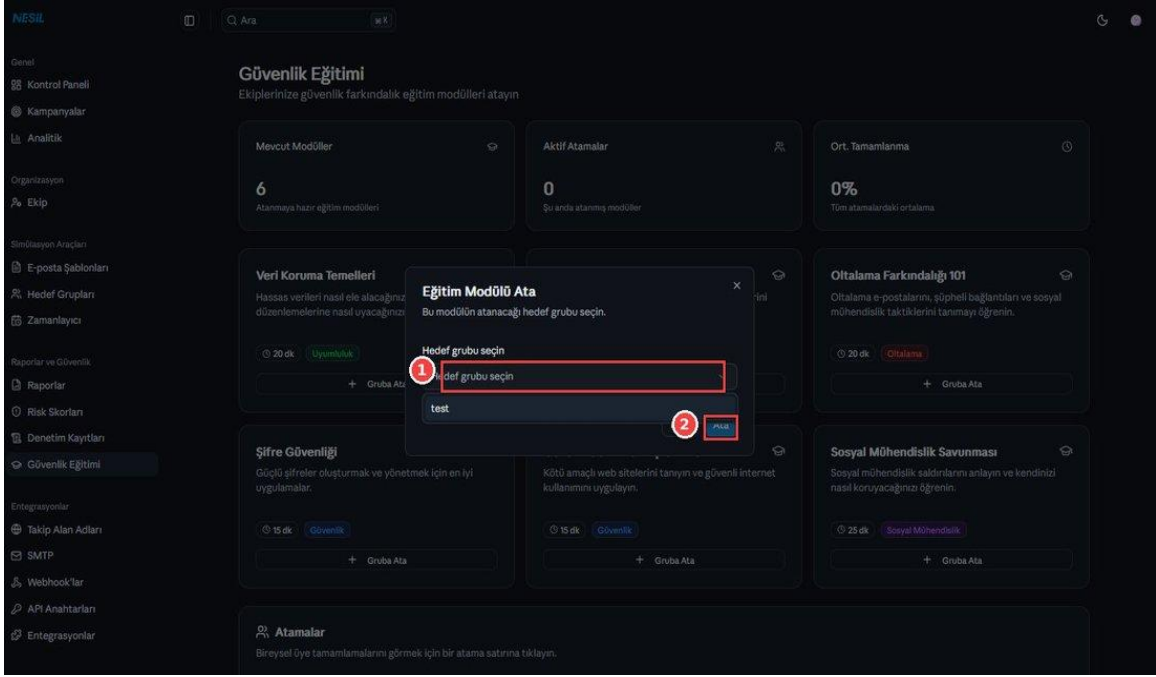 NESIL
Ara
⌘ K
Genel
Kontrol Paneli
Kampanyalar
Analitik
Organizasyon
Ekip
Simülasyon Araçları
E-posta Şablonları
Hedef Grupları
Zamanlayıcı
Raporlar ve Güvenlik
Raporlar
Risk Skorları
Denetim Kayıtları
Güvenlik Eğitimi
Entegrasyonlar
Takip Alan Adları
SMTP
Webhook'lar
API Anahtarları
Entegrasyonlar
Güvenlik Eğitimi
Ekiplerinize güvenlik farkındalık eğitim modülleri atayın
Mevcut Modüller
6
Atanmaya hazır eğitim modülleri
Aktif Atamalar
0
Şu anda atanmış modüller
Ort. Tamamlanma
0%
Tüm atamalardaki ortalama
Veri Koruma Temelleri
Hassas verileri nasıl ele alacağınız
düzenlemelerine nasıl uyacağınızı
20 dk
Uyumluluk
+ Gruba Ata
Oltalama Farkındalığı 101
Oltalama e-postalarını, şüpheli bağlantıları ve sosyal
mühendislik taktiklerini tanımayı öğrenin.
20 dk
Oltalama
+ Gruba Ata
Eğitim Modülü Ata
Bu modülün atanacağı hedef grubu seçin.
Hedef grubu seçin
1
Hedef grubu seçin
test
2
Ata
Şifre Güvenliği
Güçlü şifreler oluşturmak ve yönetmek için en iyi
uygulamalar.
15 dk
Güvenlik
+ Gruba Ata
Kötü amaçlı web sitelerini tanıyın ve güvenli internet
kullanımını uygulayın.
15 dk
Güvenlik
+ Gruba Ata
Sosyal Mühendislik Savunması
Sosyal mühendislik saldırılarını anlayın ve kendinizi
nasıl koruyacağınızı öğrenin.
25 dk
Sosyal Mühendislik
+ Gruba Ata
Atamalar
Bireysel üye tamamlamalarını görmek için bir atama satırına tıklayın.